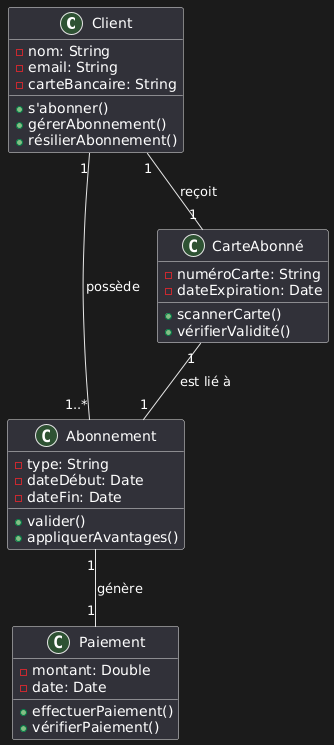 C Client
nom: String
email: String
carteBancaire: String
s'abonner()
gérerAbonnement()
résilierAbonnement()
1
1
reçoit
1
C CarteAbonné
numéroCarte: String
dateExpiration: Date
scannerCarte()
vérifierValidité()
possède
1
est lié à
1..*
1
C Abonnement
type: String
dateDébut: Date
dateFin: Date
valider()
appliquerAvantages()
1
génère
1
C Paiement
montant: Double
date: Date
effectuerPaiement()
vérifierPaiement()